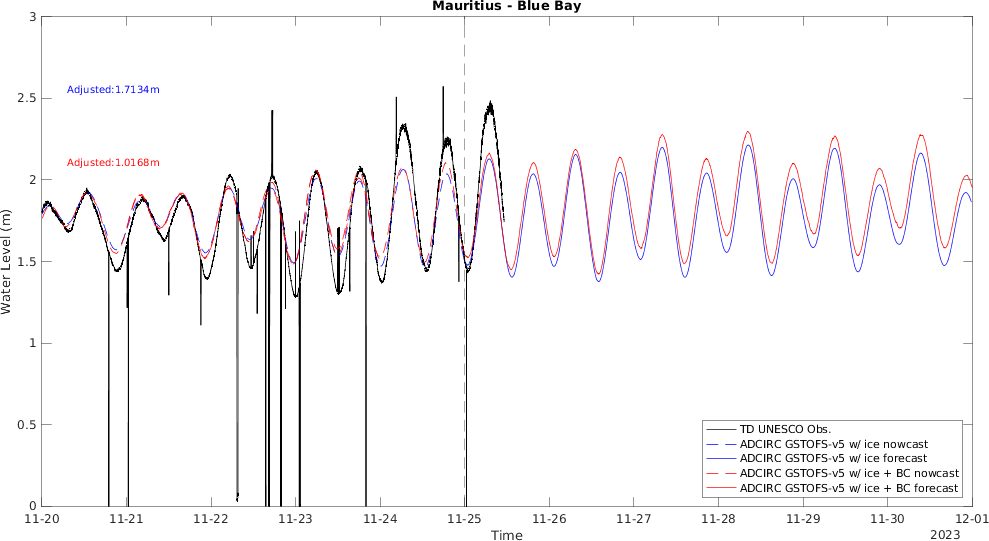 Mauritius - Blue Bay
3
2.5
2
1.5
1
0.5
0
Water Level (m)
Adjusted:1.7134m
Adjusted:1.0168m
TD UNESCO Obs.
ADCIRC GSTOFS-v5 w/ ice nowcast
ADCIRC GSTOFS-v5 w/ ice forecast
ADCIRC GSTOFS-v5 w/ ice + BC nowcast
ADCIRC GSTOFS-v5 w/ ice + BC forecast
11-20 11-21 11-22 11-23 11-24 11-25 11-26 11-27 11-28 11-29 11-30 12-01
Time
2023